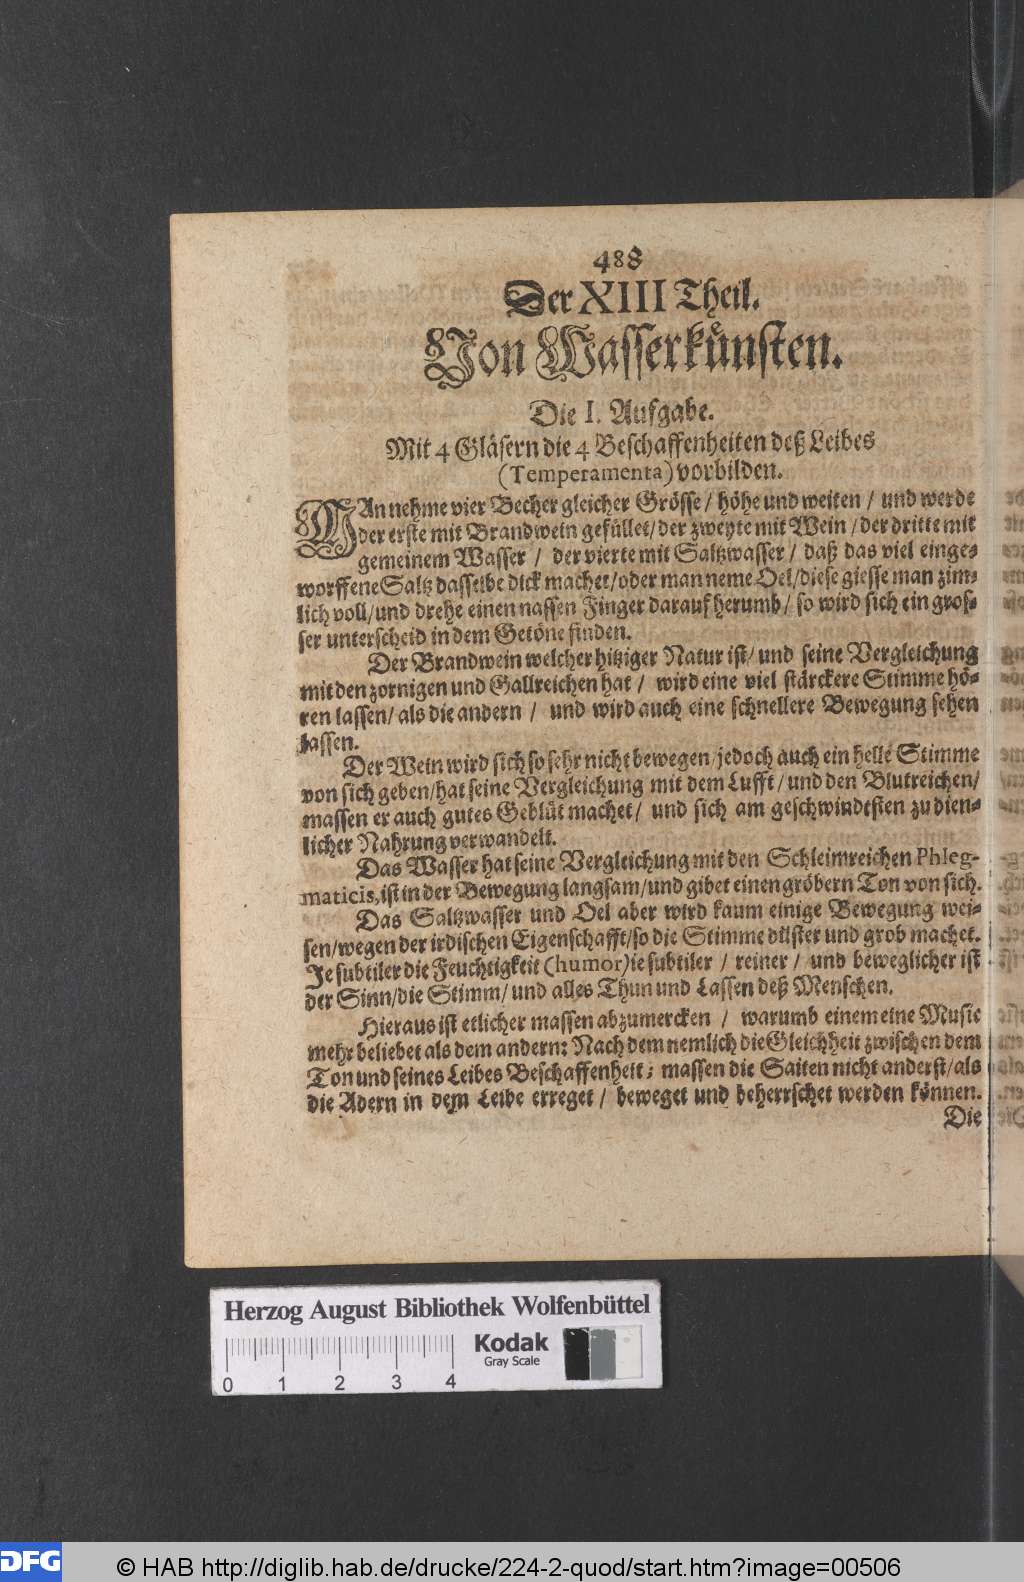 488
Der XIII Theil.
Von Wasserkůnsten.
Die I. Aufgabe.
Mit 4 Gläsern die 4 Beschaffenheiten deß Leibes
(Temperamenta) vorbilden.
MAn nehme vier Becher gleicher Grösse / höhe und weiten / und werde
der erste mit Brandwein gefüllet / der zweyte mit Wein / der dritte mit
gemeinem Wasser / der vierte mit Saltzwasser / daß das viel einge-
worffene Saltz dasselbe dick machet / oder man neme Oel / diese giesse man zim-
lich voll / und drehe einen nassen Finger darauf herumb / so wird sich ein gros-
ser unterscheid in dem Getöne finden.
Der Brandwein welcher hitziger Natur ist / und seine Vergleichung
mit den zornigen und Gallreichen hat / wird eine viel stärckere Stimme hö-
ren lassen / als die andern / und wird auch eine schnellere Bewegung sehen
lassen.
Der Wein wird sich so sehr nicht bewegen / jedoch auch ein helle Stimme
von sich geben / hat seine Vergleichung mit dem Lufft / und den Blutreichen /
massen er auch gutes Geblüt machet / und sich am geschwindtsten zu dien-
licher Nahrung verwandelt.
Das Wasser hat seine Vergleichung mit den Schleimreichen Phleg-
maticis, ist in der Bewegung langsam / und gibet einen gröbern Ton von sich.
Das Saltzwasser und Oel aber wird kaum einige Bewegung wei-
sen / wegen der irdischen Eigenschafft / so die Stimme düster und grob machet.
Je subtiler die Feuchtigkeit (humor) ie subtiler / reiner / und beweglicher ist
der Sinn / die Stimm / und alles Thun und Lassen deß Menschen.
Hieraus ist etlicher massen abzumercken / warumb einem eine Music
mehr beliebet als dem andern: Nach dem nemlich die Gleichheit zwischen dem
Ton und seines Leibes Beschaffenheit; massen die Saiten nicht anderst / als
die Adern in dem Leibe erreget / beweget und beherrschet werden können.
Die
Herzog August Bibliothek Wolfenbüttel
Kodak
Gray Scale
0 1 2 3 4
DFG
© HAB http://diglib.hab.de/drucke/224-2-quod/start.htm?image=00506